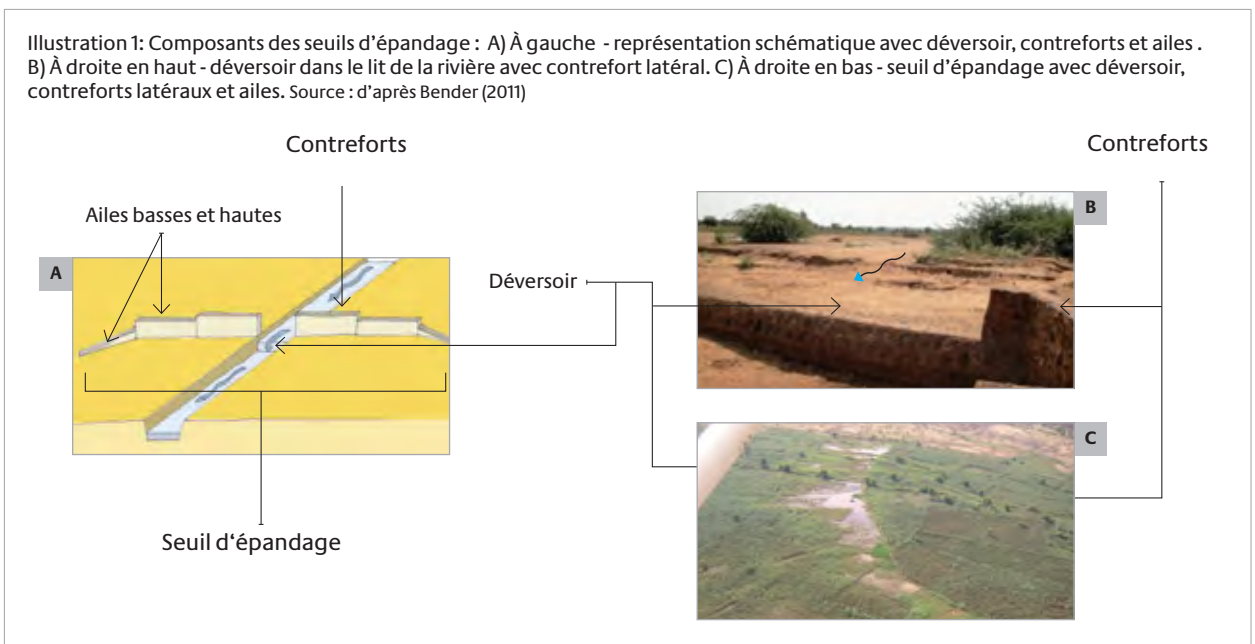 Illustration 1: Composants des seuils d'épandage : A) À gauche - représentation schématique avec déversoir, contreforts et ailes .
B) À droite en haut - déversoir dans le lit de la rivière avec contrefort latéral. C) À droite en bas - seuil d'épandage avec déversoir,
contreforts latéraux et ailes. Source : d'après Bender (2011)
Contreforts
Contreforts
Ailes basses et hautes
B
A
Déversoir
C
Seuil d‘épandage